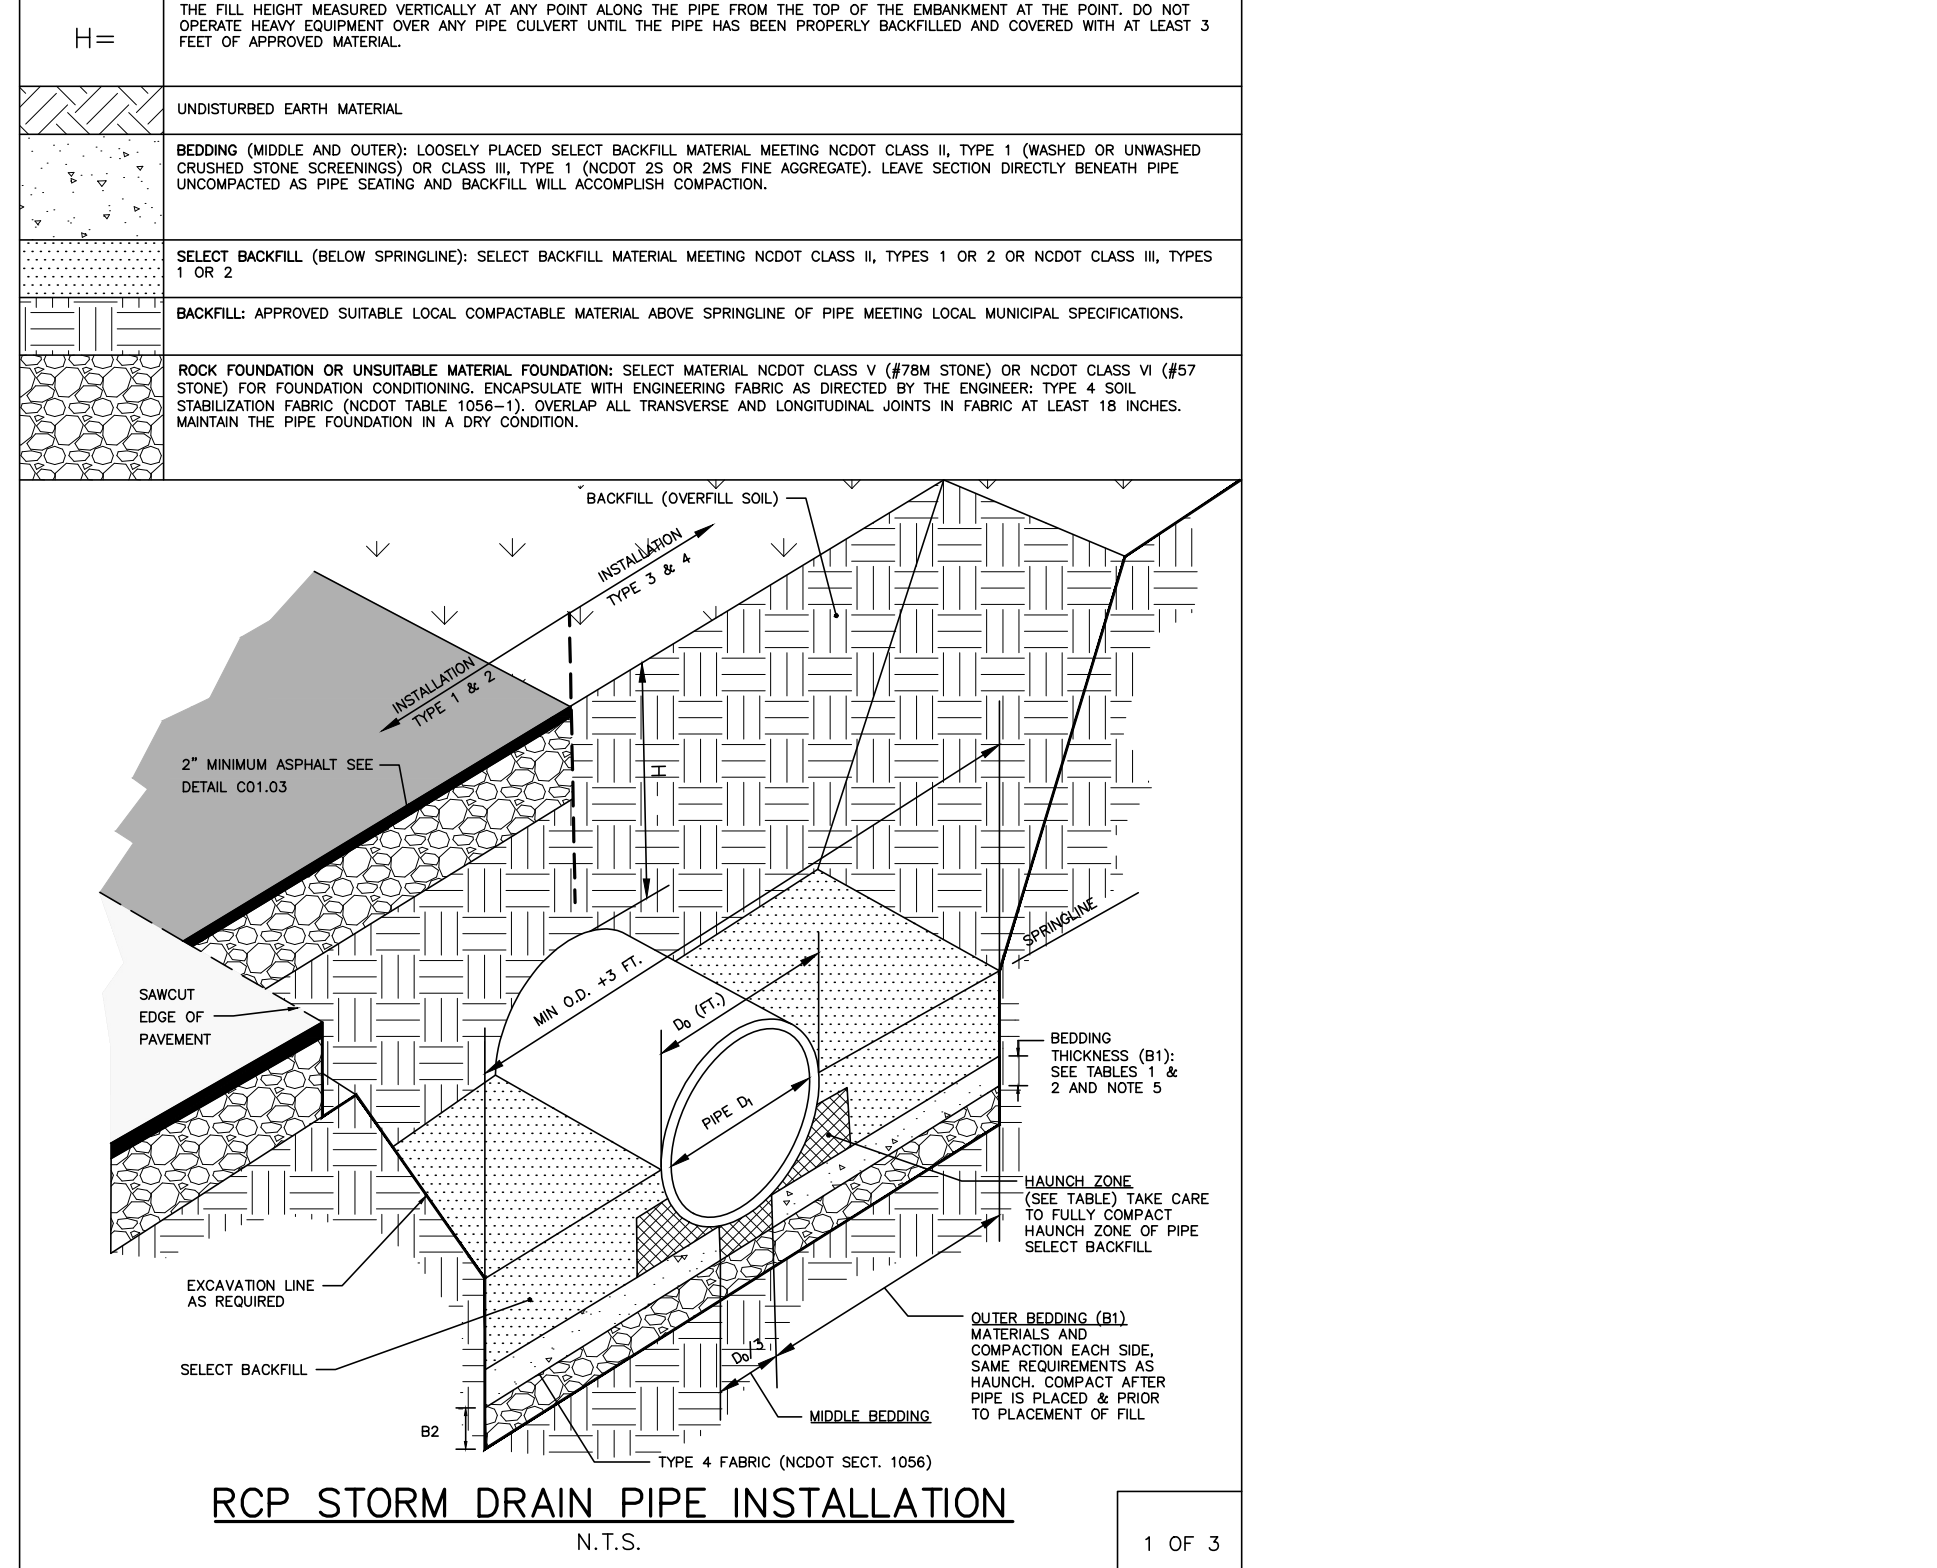 THE FILL HEIGHT MEASURED VERTICALLY AT ANY POINT ALONG THE PIPE FROM THE TOP OF THE EMBANKMENT AT THE POINT. DO NOT
OPERATE HEAVY EQUIPMENT OVER ANY PIPE CULVERT UNTIL THE PIPE HAS BEEN PROPERLY BACKFILLED AND COVERED WITH AT LEAST 3
FEET OF APPROVED MATERIAL.
H=
UNDISTURBED EARTH MATERIAL
BEDDING (MIDDLE AND OUTER): LOOSELY PLACED SELECT BACKFILL MATERIAL MEETING NCDOT CLASS II, TYPE 1 (WASHED OR UNWASHED
CRUSHED STONE SCREENINGS) OR CLASS III, TYPE 1 (NCDOT 2S OR 2MS FINE AGGREGATE). LEAVE SECTION DIRECTLY BENEATH PIPE
UNCOMPACTED AS PIPE SEATING AND BACKFILL WILL ACCOMPLISH COMPACTION.
SELECT BACKFILL (BELOW SPRINGLINE): SELECT BACKFILL MATERIAL MEETING NCDOT CLASS II, TYPES 1 OR 2 OR NCDOT CLASS III, TYPES
1 OR 2
BACKFILL: APPROVED SUITABLE LOCAL COMPACTABLE MATERIAL ABOVE SPRINGLINE OF PIPE MEETING LOCAL MUNICIPAL SPECIFICATIONS.
ROCK FOUNDATION OR UNSUITABLE MATERIAL FOUNDATION: SELECT MATERIAL NCDOT CLASS V (#78M STONE) OR NCDOT CLASS VI (#57
STONE) FOR FOUNDATION CONDITIONING. ENCAPSULATE WITH ENGINEERING FABRIC AS DIRECTED BY THE ENGINEER: TYPE 4 SOIL
STABILIZATION FABRIC (NCDOT TABLE 1056-1). OVERLAP ALL TRANSVERSE AND LONGITUDINAL JOINTS IN FABRIC AT LEAST 18 INCHES.
MAINTAIN THE PIPE FOUNDATION IN A DRY CONDITION.
BACKFILL (OVERFILL SOIL)
INSTALLATION
TYPE 3 & 4
INSTALLATION
TYPE 1 & 2
2" MINIMUM ASPHALT SEE
DETAIL C01.03
H
SPRINGLINE
MIN O.D. +3 FT.
D₀ (FT.)
SAWCUT
EDGE OF
PAVEMENT
PIPE D₁
BEDDING
THICKNESS (B1):
SEE TABLES 1 &
2 AND NOTE 5
HAUNCH ZONE
(SEE TABLE) TAKE CARE
TO FULLY COMPACT
HAUNCH ZONE OF PIPE
SELECT BACKFILL
EXCAVATION LINE
AS REQUIRED
OUTER BEDDING (B1)
MATERIALS AND
COMPACTION EACH SIDE,
SAME REQUIREMENTS AS
HAUNCH. COMPACT AFTER
PIPE IS PLACED & PRIOR
TO PLACEMENT OF FILL
SELECT BACKFILL
D₀/3
MIDDLE BEDDING
B2
TYPE 4 FABRIC (NCDOT SECT. 1056)
RCP STORM DRAIN PIPE INSTALLATION
N.T.S.
1 OF 3